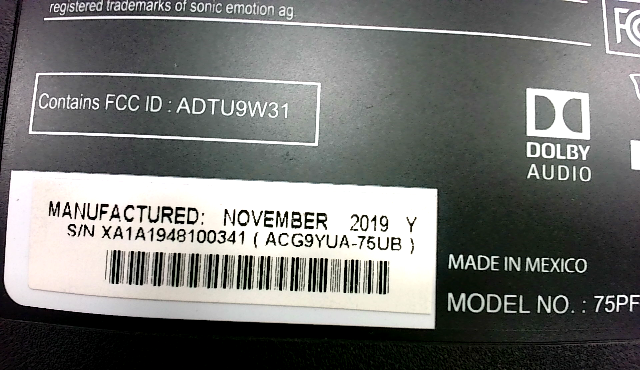 registered trademarks of sonic emotion ag.
FC
Contains FCC ID : ADTU9W31
DOLBY
AUDIO
MANUFACTURED: NOVEMBER 2019 Y
S/N XA1A1948100341 ( ACG9YUA-75UB )
MADE IN MEXICO
MODEL NO. : 75PF